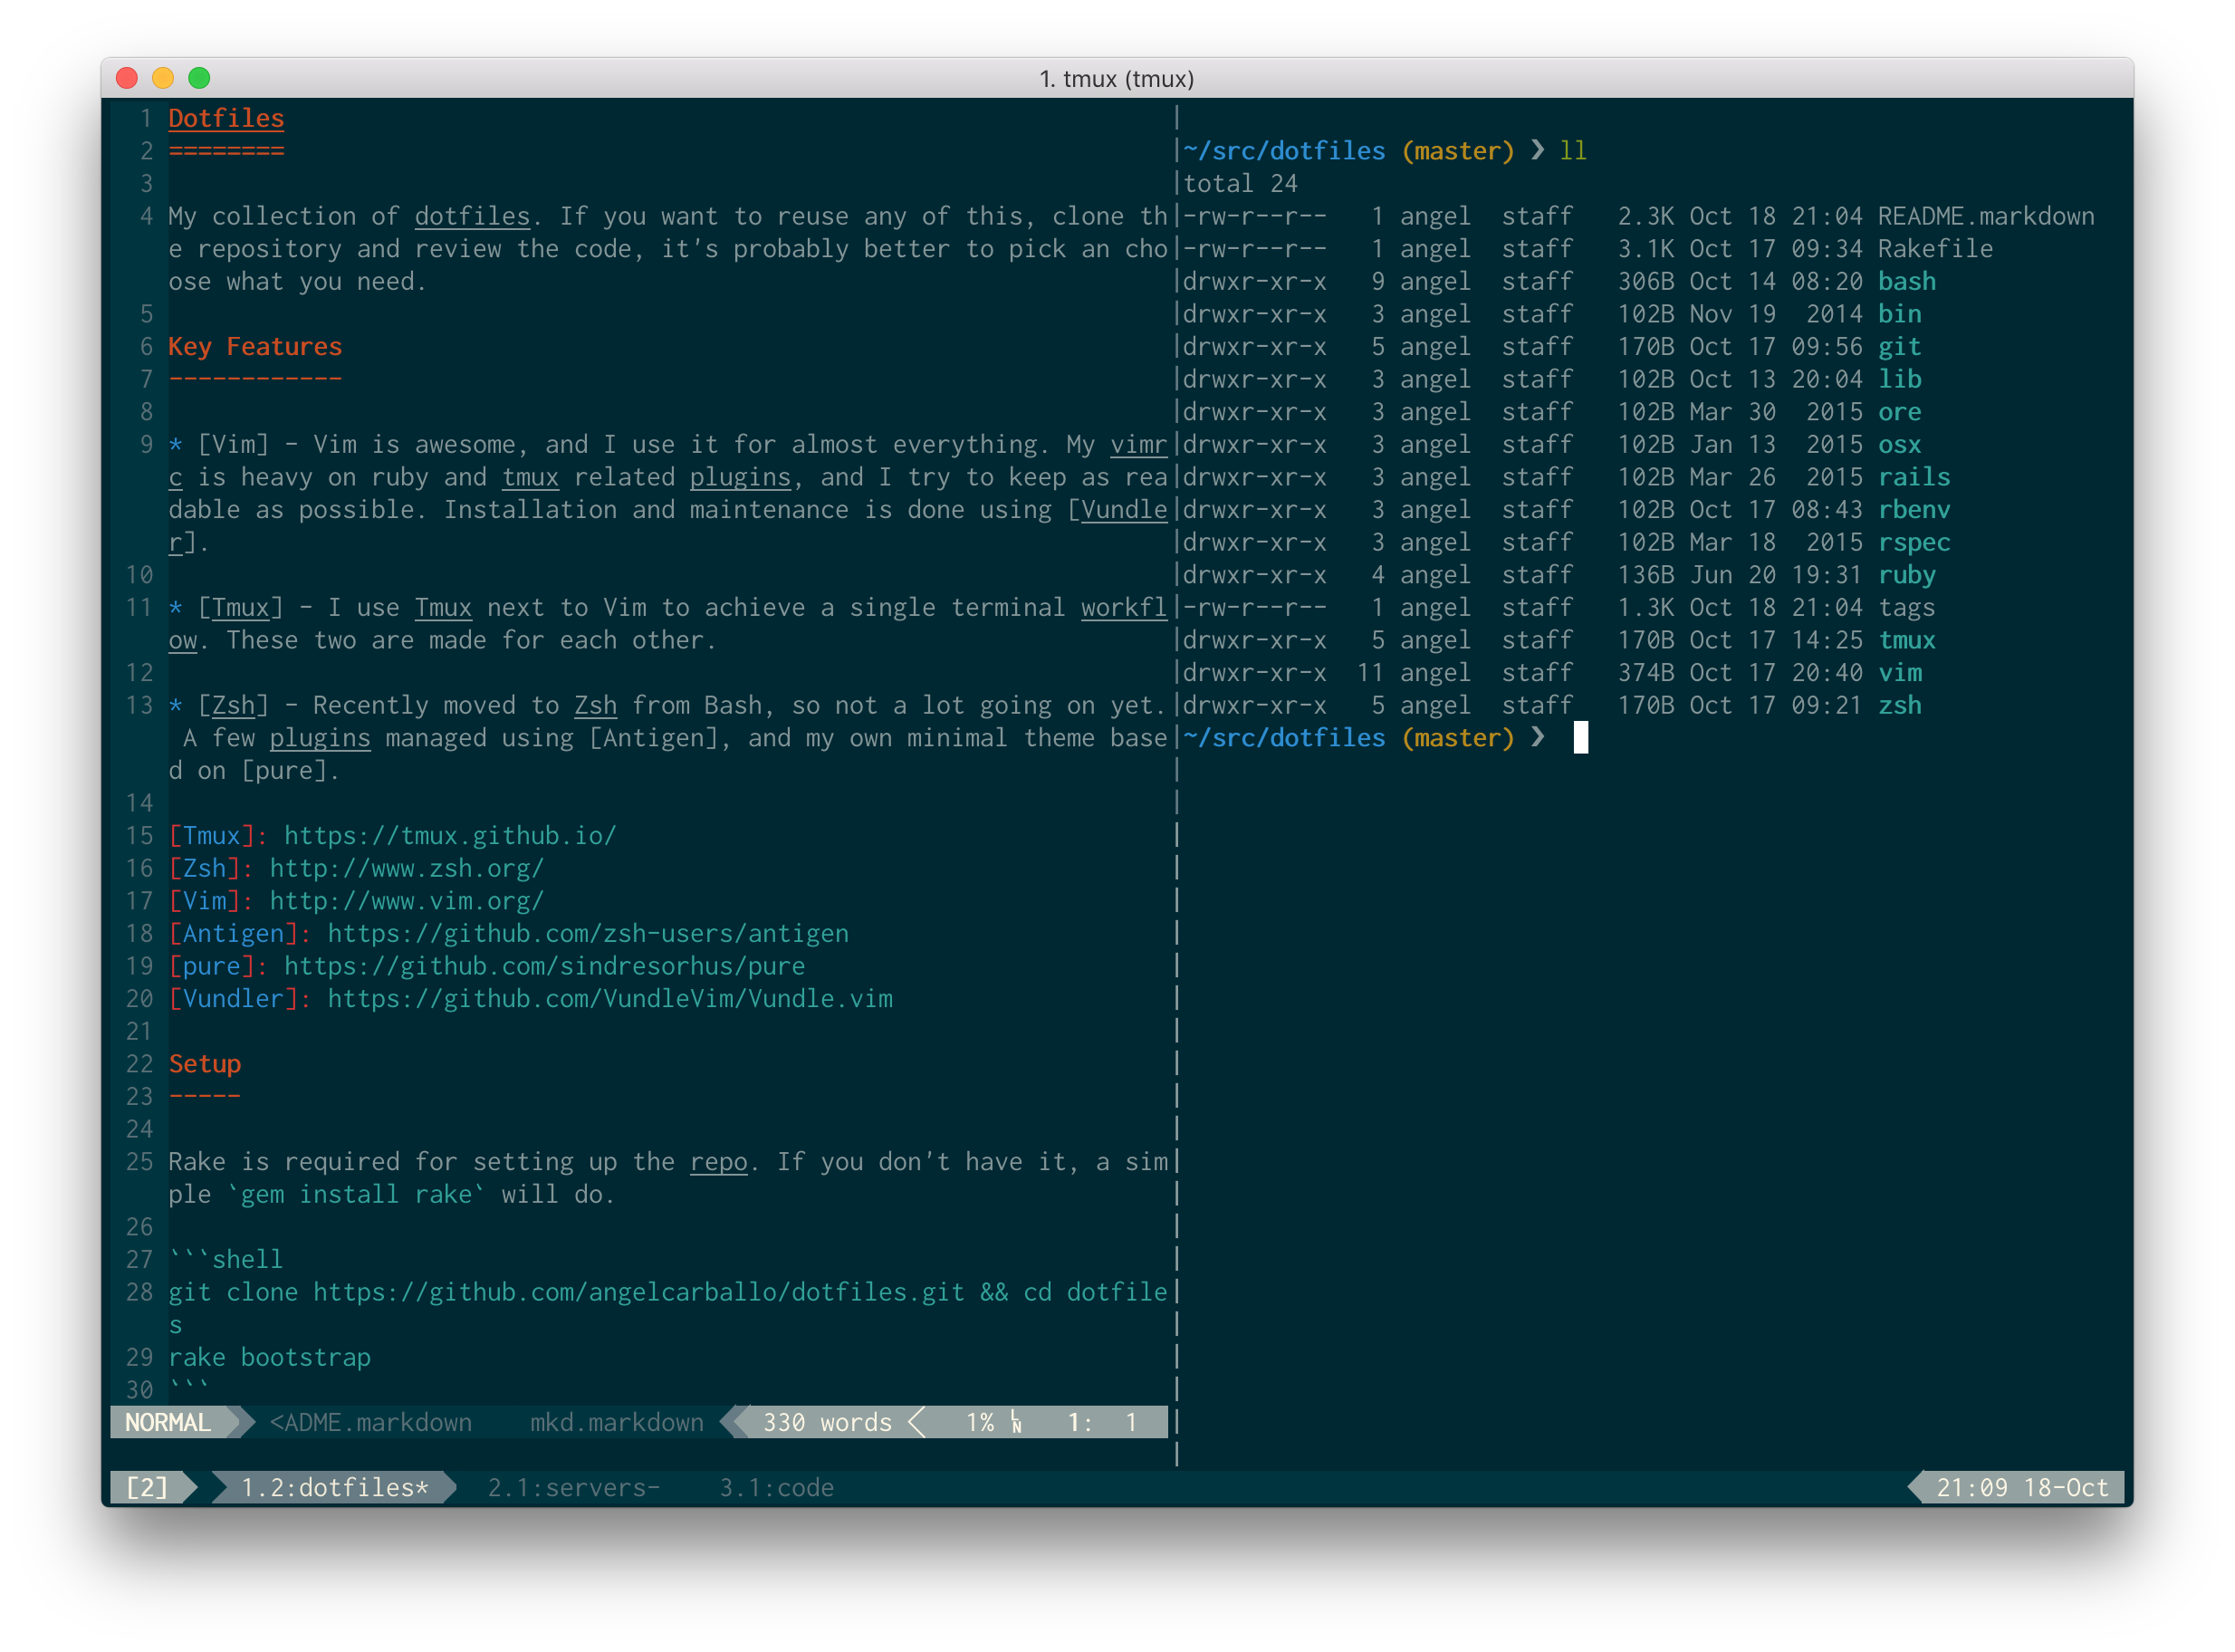 1. tmux (tmux)
1 Dotfiles
2 ========
3
4 My collection of dotfiles. If you want to reuse any of this, clone th
e repository and review the code, it's probably better to pick an cho
ose what you need.
5
6 Key Features
7 ------------
8
9 * [Vim] - Vim is awesome, and I use it for almost everything. My vimr
c is heavy on ruby and tmux related plugins, and I try to keep as rea
dable as possible. Installation and maintenance is done using [Vundle
r].
10
11 * [Tmux] - I use Tmux next to Vim to achieve a single terminal workfl
ow. These two are made for each other.
12
13 * [Zsh] - Recently moved to Zsh from Bash, so not a lot going on yet.
A few plugins managed using [Antigen], and my own minimal theme base
d on [pure].
14
15 [Tmux]: https://tmux.github.io/
16 [Zsh]: http://www.zsh.org/
17 [Vim]: http://www.vim.org/
18 [Antigen]: https://github.com/zsh-users/antigen
19 [pure]: https://github.com/sindresorhus/pure
20 [Vundler]: https://github.com/VundleVim/Vundle.vim
21
22 Setup
23 -----
24
25 Rake is required for setting up the repo. If you don't have it, a sim
ple `gem install rake` will do.
26
27 ```shell
28 git clone https://github.com/angelcarballo/dotfiles.git && cd dotfile
s
29 rake bootstrap
30 ```
NORMAL <ADME.markdown mkd.markdown 330 words 1% LN 1: 1
~/src/dotfiles (master) ❯ ll
total 24
-rw-r--r-- 1 angel staff 2.3K Oct 18 21:04 README.markdown
-rw-r--r-- 1 angel staff 3.1K Oct 17 09:34 Rakefile
drwxr-xr-x 9 angel staff 306B Oct 14 08:20 bash
drwxr-xr-x 3 angel staff 102B Nov 19 2014 bin
drwxr-xr-x 5 angel staff 170B Oct 17 09:56 git
drwxr-xr-x 3 angel staff 102B Oct 13 20:04 lib
drwxr-xr-x 3 angel staff 102B Mar 30 2015 ore
drwxr-xr-x 3 angel staff 102B Jan 13 2015 osx
drwxr-xr-x 3 angel staff 102B Mar 26 2015 rails
drwxr-xr-x 3 angel staff 102B Oct 17 08:43 rbenv
drwxr-xr-x 3 angel staff 102B Mar 18 2015 rspec
drwxr-xr-x 4 angel staff 136B Jun 20 19:31 ruby
-rw-r--r-- 1 angel staff 1.3K Oct 18 21:04 tags
drwxr-xr-x 5 angel staff 170B Oct 17 14:25 tmux
drwxr-xr-x 11 angel staff 374B Oct 17 20:40 vim
drwxr-xr-x 5 angel staff 170B Oct 17 09:21 zsh
~/src/dotfiles (master) ❯
[2] 1.2:dotfiles* 2.1:servers- 3.1:code 21:09 18-Oct